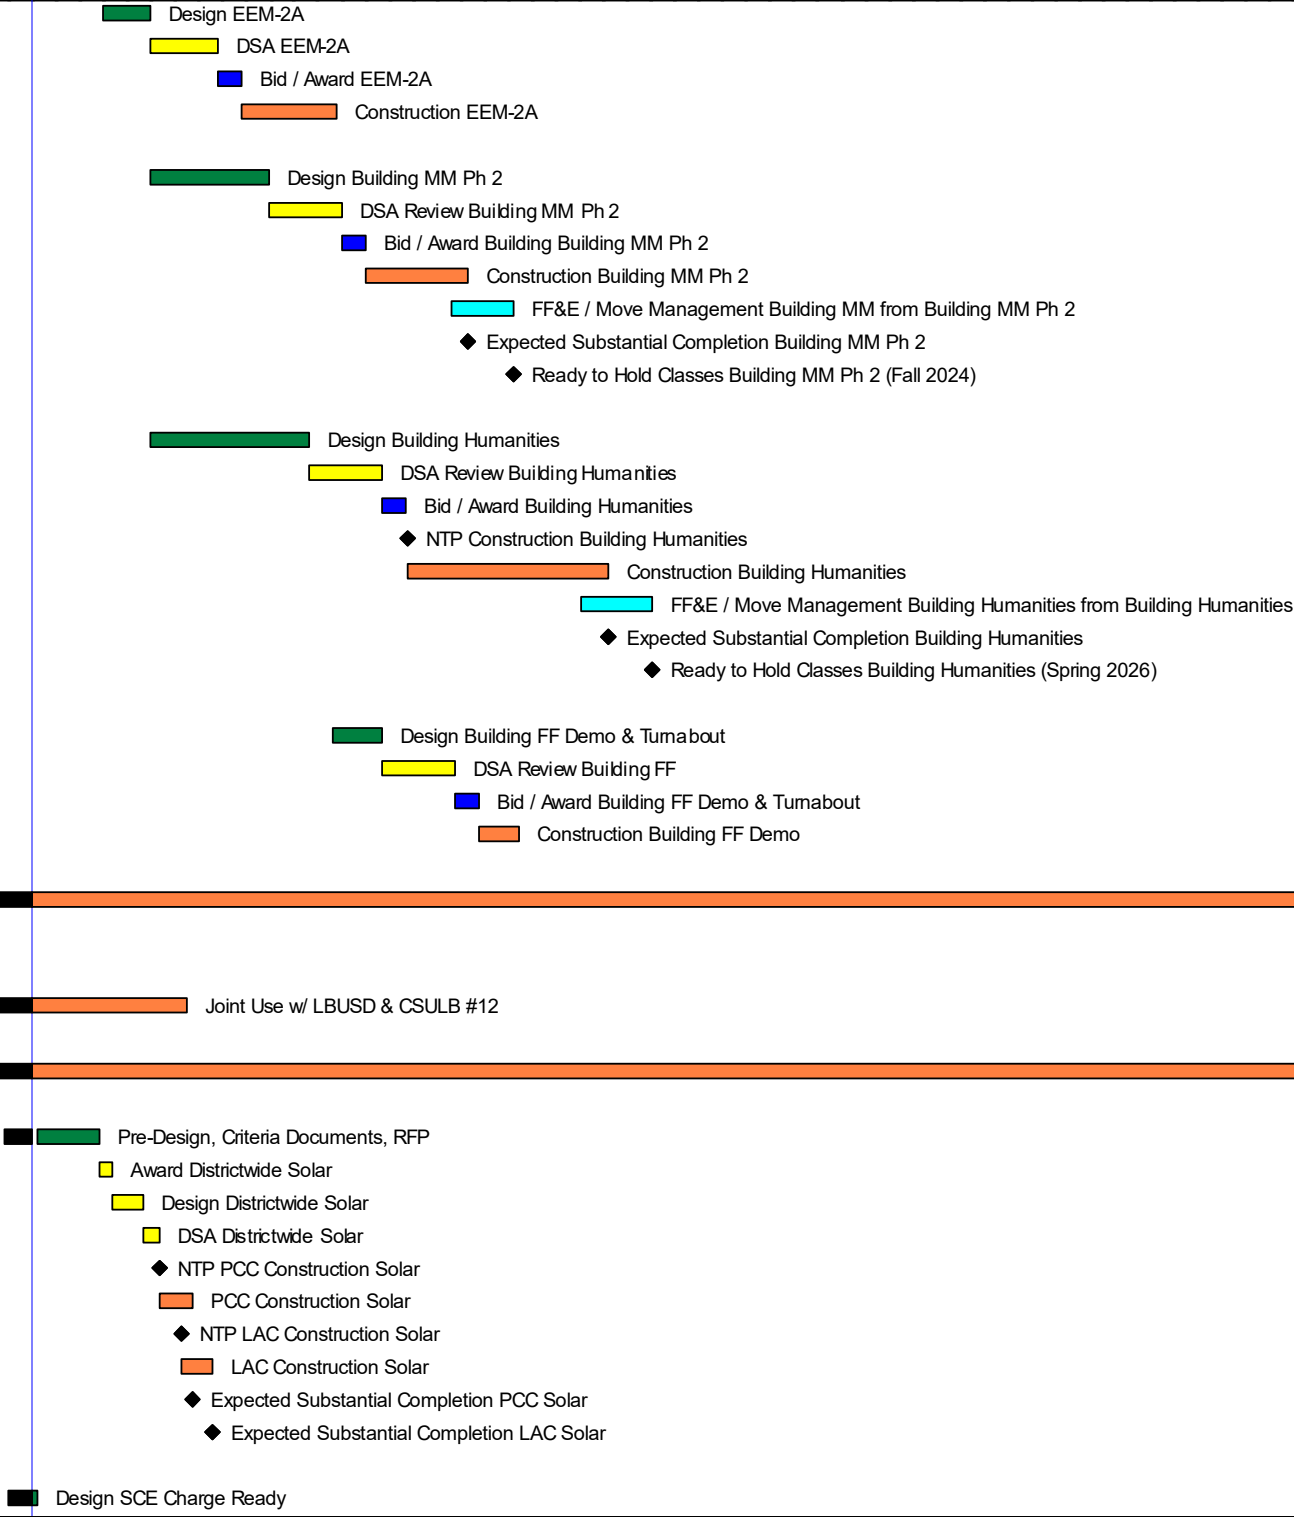 Design EEM-2A
DSA EEM-2A
Bid / Award EEM-2A
Construction EEM-2A
Design Building MM Ph 2
DSA Review Building MM Ph 2
Bid / Award Building Building MM Ph 2
Construction Building MM Ph 2
FF&E / Move Management Building MM from Building MM Ph 2
Expected Substantial Completion Building MM Ph 2
Ready to Hold Classes Building MM Ph 2 (Fall 2024)
Design Building Humanities
DSA Review Building Humanities
Bid / Award Building Humanities
NTP Construction Building Humanities
Construction Building Humanities
FF&E / Move Management Building Humanities from Building Humanities
Expected Substantial Completion Building Humanities
Ready to Hold Classes Building Humanities (Spring 2026)
Design Building FF Demo & Turnabout
DSA Review Building FF
Bid / Award Building FF Demo & Turnabout
Construction Building FF Demo
Joint Use w/ LBUSD & CSULB #12
Pre-Design, Criteria Documents, RFP
Award Districtwide Solar
Design Districtwide Solar
DSA Districtwide Solar
NTP PCC Construction Solar
PCC Construction Solar
NTP LAC Construction Solar
LAC Construction Solar
Expected Substantial Completion PCC Solar
Expected Substantial Completion LAC Solar
Design SCE Charge Ready